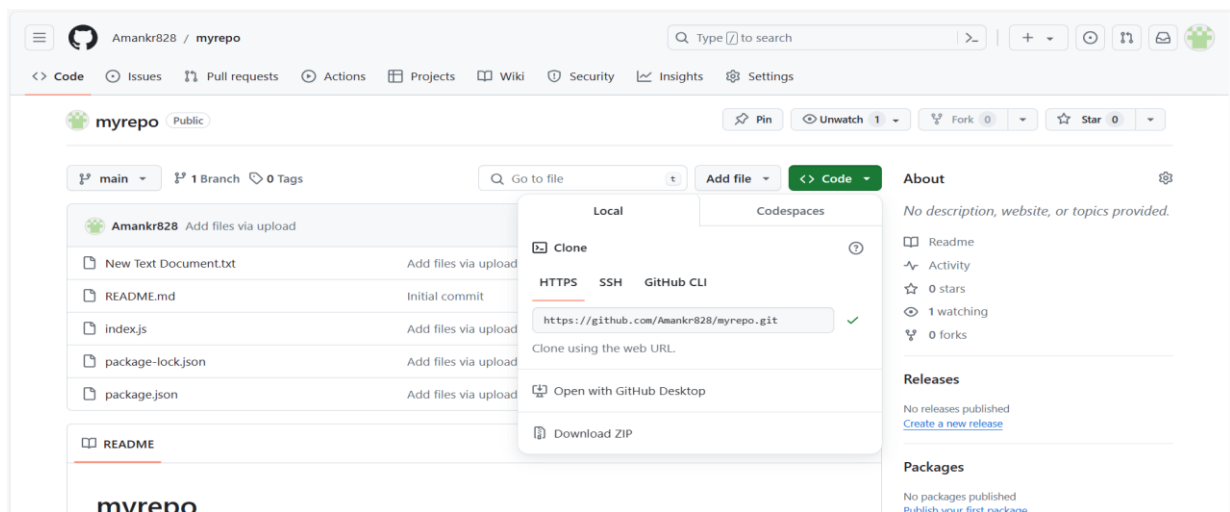 Amankr828 / myrepo
Type / to search
Code Issues Pull requests Actions Projects Wiki Security Insights Settings
myrepo Public
Pin Unwatch 1 Fork 0 Star 0
main 1 Branch 0 Tags Go to file t Add file <> Code
Amankr828 Add files via upload
New Text Document.txt Add files via upload
README.md Initial commit
index.js Add files via upload
package-lock.json Add files via upload
package.json Add files via upload
README
myrepo
Local Codespaces
Clone
HTTPS SSH GitHub CLI
https://github.com/Amankr828/myrepo.git
Clone using the web URL.
Open with GitHub Desktop
Download ZIP
About
No description, website, or topics provided.
Readme
Activity
0 stars
1 watching
0 forks
Releases
No releases published
Create a new release
Packages
No packages published
Publish your first package